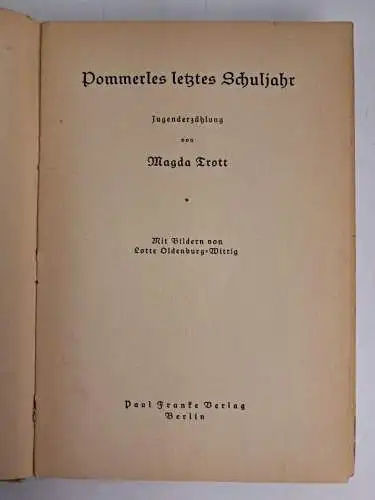 Pommerles letztes Schuljahr
Jugenderzählung
von
Magda Trott
*
Mit Bildern von
Lotte Oldenburg=Wittig
Paul Franke Verlag
Berlin